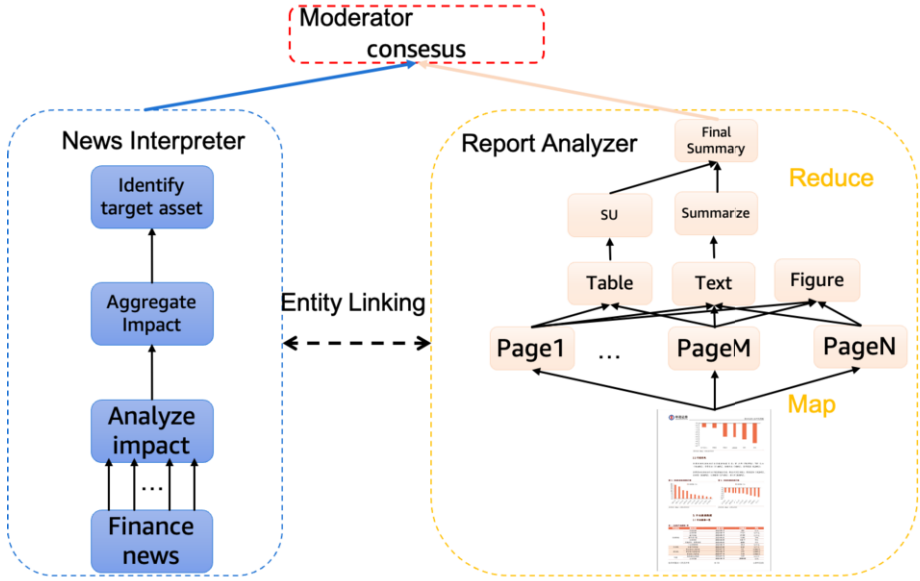 Moderator
consesus
News Interpreter
Identify
target asset
Aggregate
Impact
Analyze
impact
...
Finance
news
Entity Linking
Report Analyzer
Final
Summary
Reduce
SU
Summarize
Table
Text
Figure
Page1
...
PageM
PageN
Map